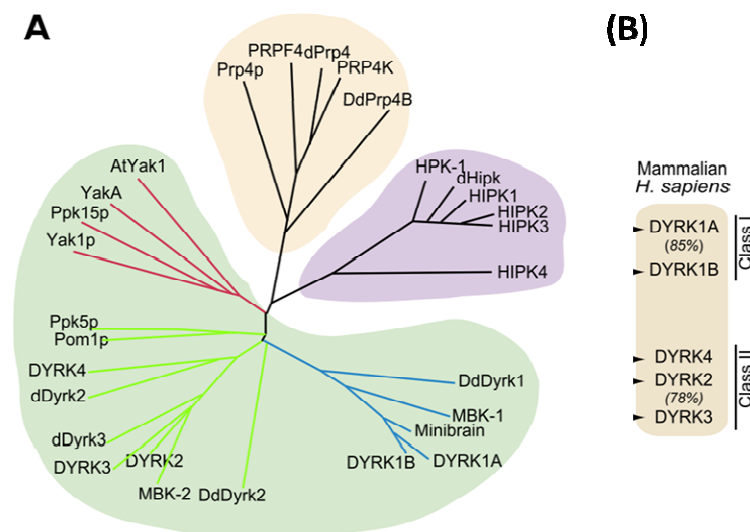 A
(B)
PRPF4
dPrp4
Prp4p
PRP4K
DdPrp4B
AtYak1
YakA
Ppk15p
Yak1p
HPK-1
dHipk
HIPK1
HIPK2
HIPK3
HIPK4
Ppk5p
Pom1p
DYRK4
dDyrk2
dDyrk3
DYRK3
DYRK2
MBK-2
DdDyrk2
DdDyrk1
MBK-1
Minibrain
DYRK1B
DYRK1A
Mammalian
H. sapiens
DYRK1A
(85%)
DYRK1B
Class I
DYRK4
DYRK2
(78%)
DYRK3
Class II